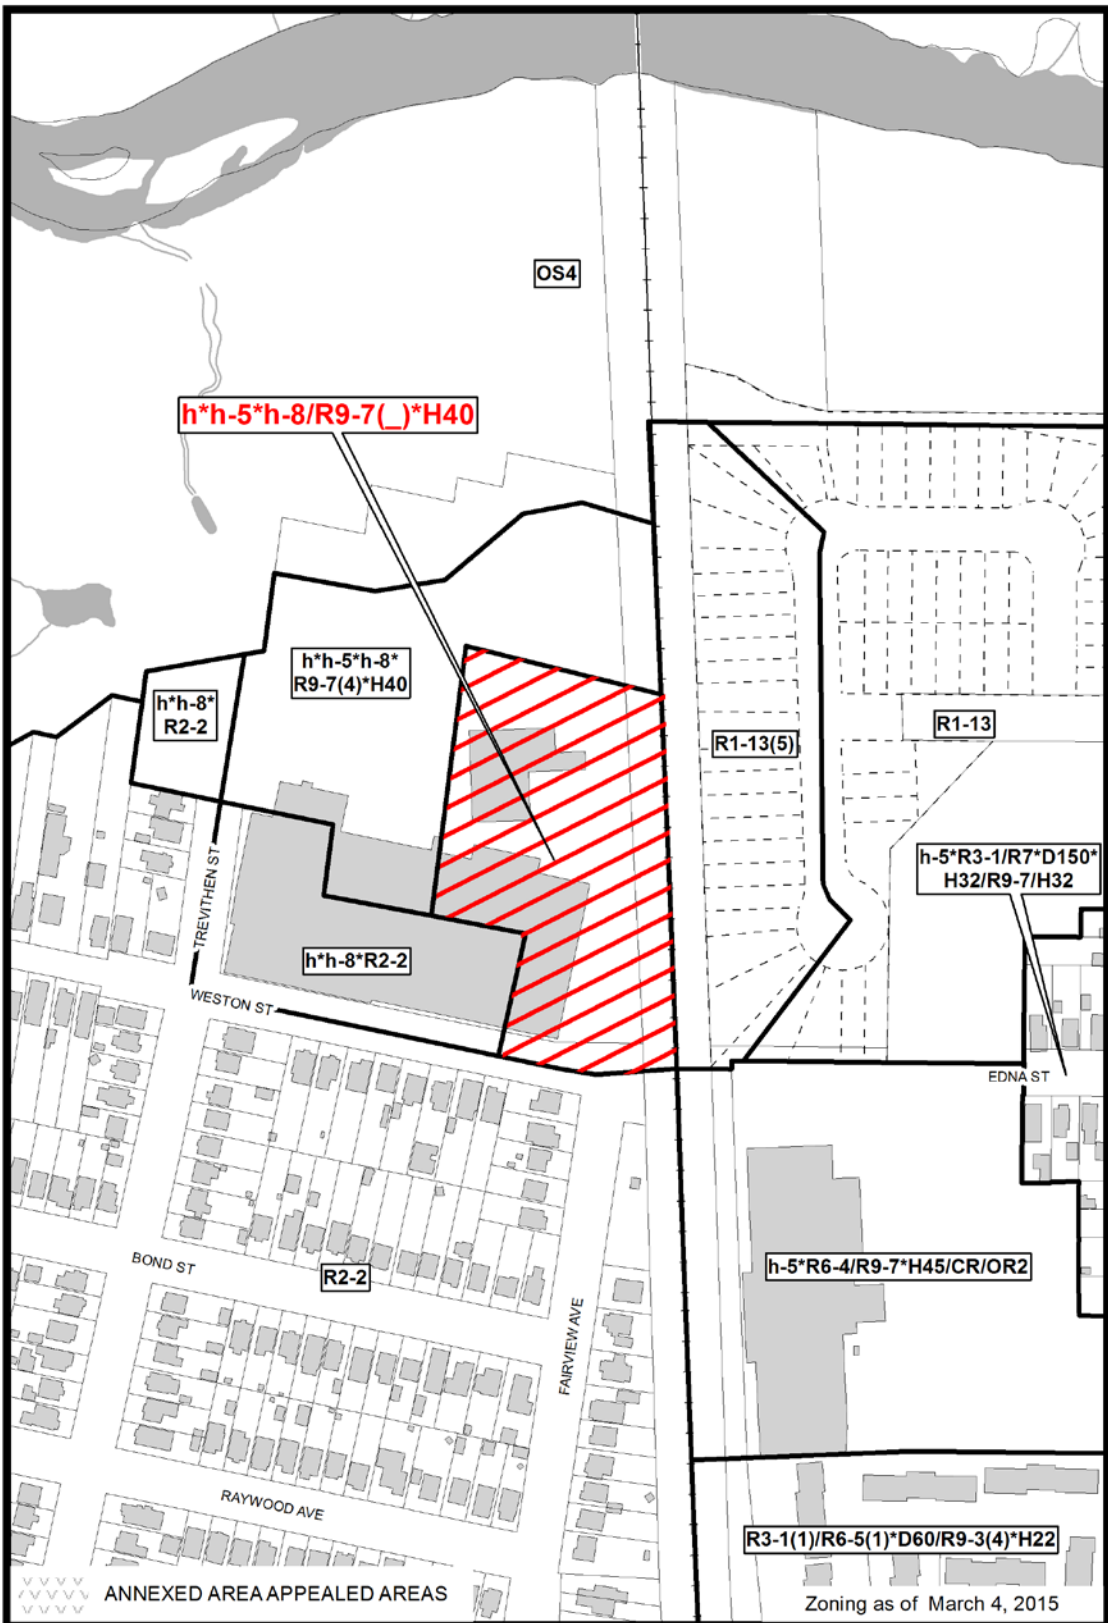 OS4
h*h-5*h-8/R9-7(_)*H40
h*h-5*h-8*
R9-7(4)*H40
h*h-8*
R2-2
R1-13(5)
R1-13
h-5*R3-1/R7*D150*
H32/R9-7/H32
TREVITHEN ST
h*h-8*R2-2
WESTON ST
EDNA ST
BOND ST
R2-2
h-5*R6-4/R9-7*H45/CR/OR2
FAIRVIEW AVE
RAYWOOD AVE
R3-1(1)/R6-5(1)*D60/R9-3(4)*H22
ANNEXED AREA APPEALED AREAS
Zoning as of March 4, 2015